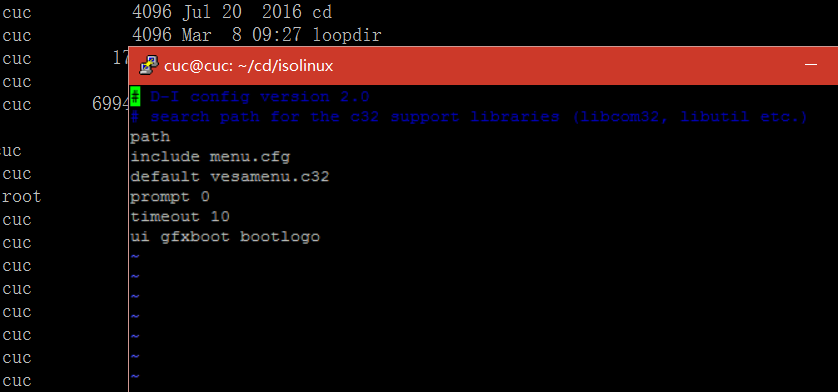 cuc 4096 Jul 20 2016 cd
cuc 4096 Mar 8 09:27 loopdir
cuc 17
cuc
cuc 6994
cuc
cuc
root
cuc
cuc
cuc
cuc
cuc
cuc
cuc
cuc
cuc@cuc: ~/cd/isolinux
# D-I config version 2.0
# search path for the c32 support libraries (libcom32, libutil etc.)
path
include menu.cfg
default vesamenu.c32
prompt 0
timeout 10
ui gfxboot bootlogo
~
~
~
~
~
~
~